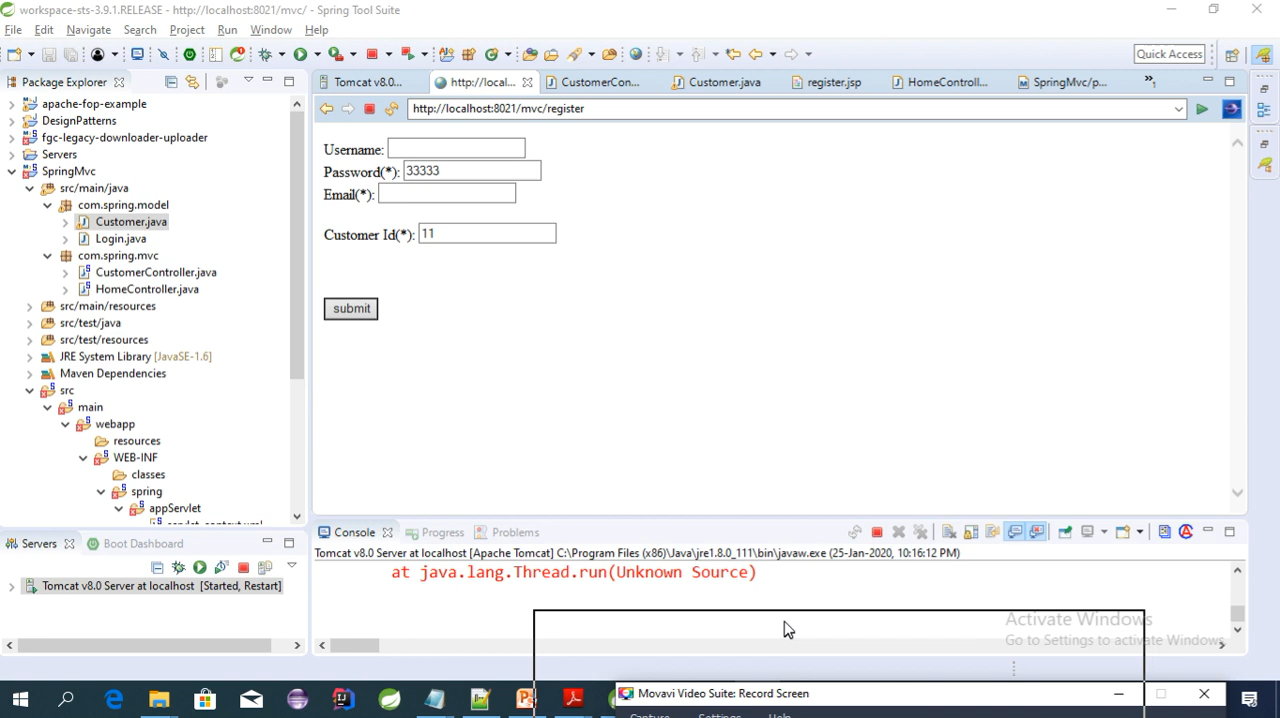 workspace-sts-3.9.1.RELEASE - http://localhost:8021/mvc/ - Spring Tool Suite
File Edit Navigate Search Project Run Window Help
Quick Access
Package Explorer
Tomcat v8.0...
http://local...
CustomerCon...
Customer.java
register.jsp
HomeControll...
SpringMvc/p...
»1
http://localhost:8021/mvc/register
apache-fop-example
DesignPatterns
fgc-legacy-downloader-uploader
Servers
SpringMvc
src/main/java
com.spring.model
Customer.java
Login.java
com.spring.mvc
CustomerController.java
HomeController.java
src/main/resources
src/test/java
src/test/resources
JRE System Library [JavaSE-1.6]
Maven Dependencies
src
main
webapp
resources
WEB-INF
classes
spring
appServlet
Username:
Password(*): 33333
Email(*):
Customer Id(*): 11
submit
Servers
Boot Dashboard
Tomcat v8.0 Server at localhost [Started, Restart]
Console
Progress
Problems
Tomcat v8.0 Server at localhost [Apache Tomcat] C:\Program Files (x86)\Java\jre1.8.0_111\bin\javaw.exe (25-Jan-2020, 10:16:12 PM)
at java.lang.Thread.run(Unknown Source)
Activate Windows
Go to Settings to activate Windows.
Movavi Video Suite: Record Screen
Capture Settings Help